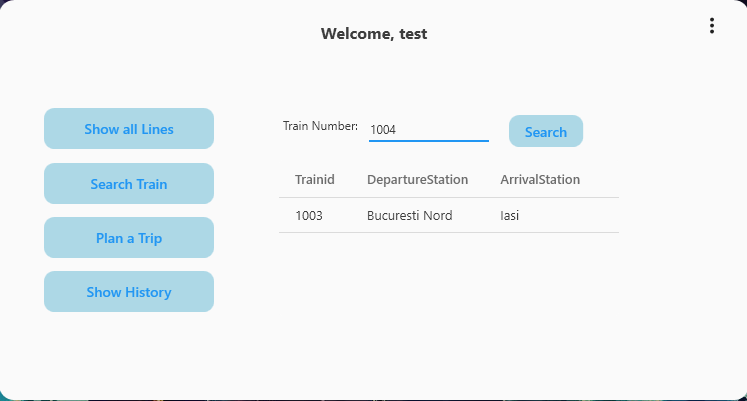 Welcome, test
Show all Lines
Search Train
Plan a Trip
Show History
Train Number: 1004 Search
Trainid DepartureStation ArrivalStation
1003 Bucuresti Nord Iasi